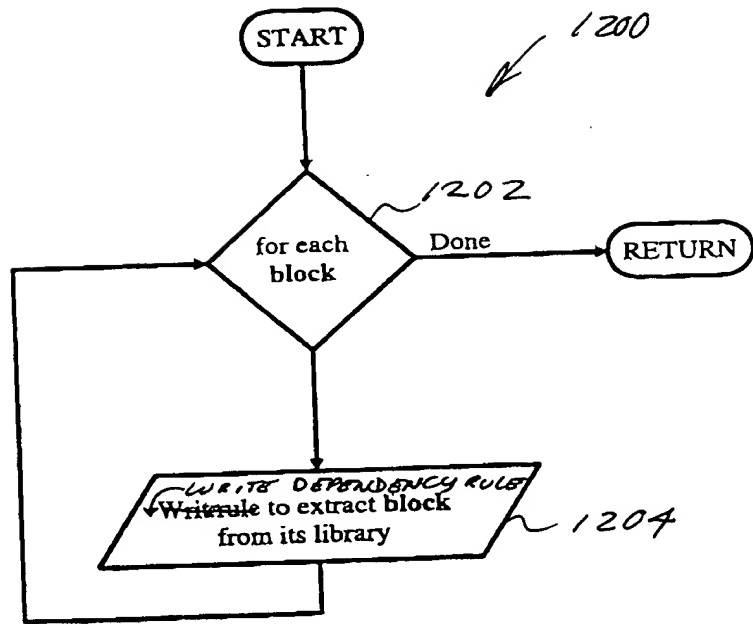 START
1200
1202
for each
block
Done
RETURN
WRITE DEPENDENCY RULE
Writerule to extract block
from its library
1204